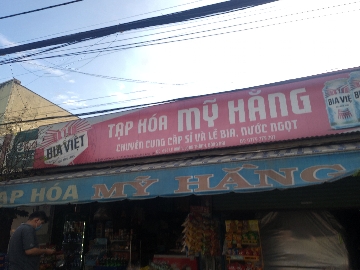 BIA VIỆT
TẠP HÓA MỸ HẰNG
CHUYÊN CUNG CẤP SỈ VÀ LẺ BIA, NƯỚC NGỌT
BIA VIỆT
TẠP HÓA MỸ HẰNG